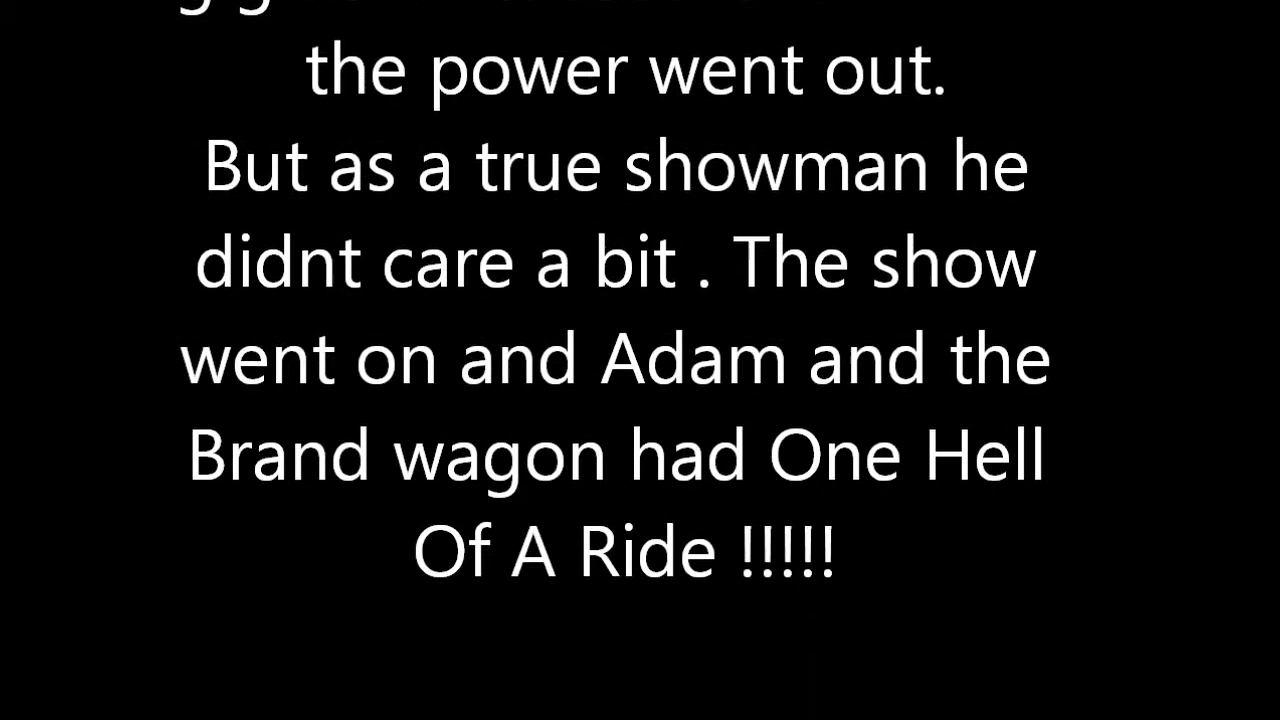 the power went out.
But as a true showman he
didnt care a bit . The show
went on and Adam and the
Brand wagon had One Hell
Of A Ride !!!!!